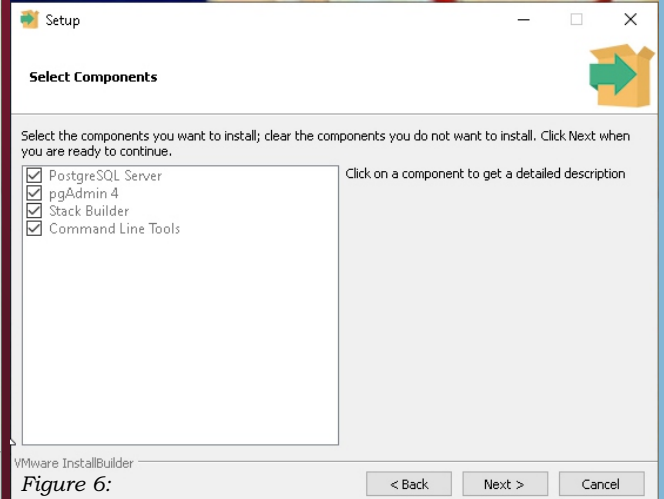 Setup
Select Components
Select the components you want to install; clear the components you do not want to install. Click Next when
you are ready to continue.
PostgreSQL Server
pgAdmin 4
Stack Builder
Command Line Tools
Click on a component to get a detailed description
VMware InstallBuilder
Figure 6:
< Back
Next >
Cancel